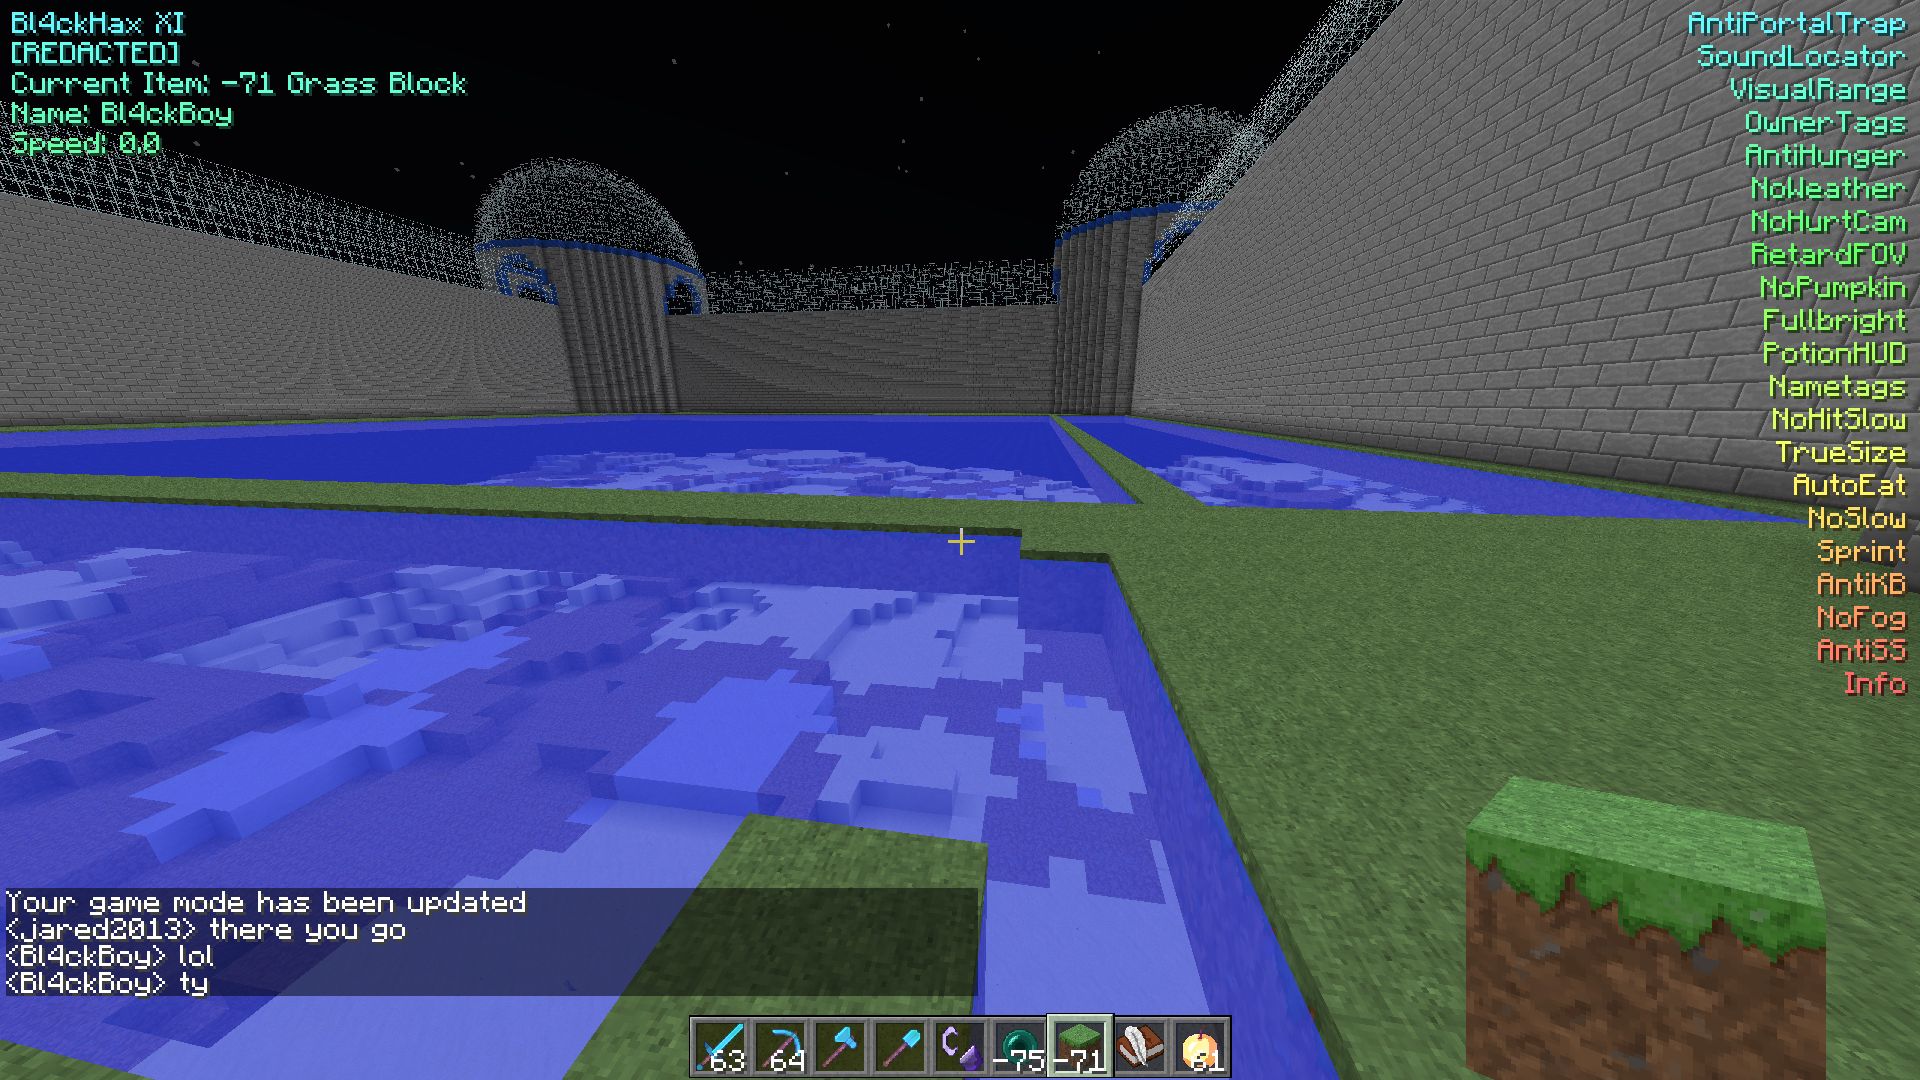 Bl4ckHax XI
[REDACTED]
Current Item: -71 Grass Block
Name: Bl4ckBoy
Speed: 0.0
AntiPortalTrap
SoundLocator
VisualRange
OwnerTags
AntiHunger
NoWeather
NoHurtCam
RetardFOV
NoPumpkin
Fullbright
PotionHUD
Nametags
NoHitSlow
TrueSize
AutoEat
NoSlow
Sprint
AntiKB
NoFog
AntiSS
Info
Your game mode has been updated
<jared2013> there you go
<Bl4ckBoy> lol
<Bl4ckBoy> ty
63 64 -75 -71 61